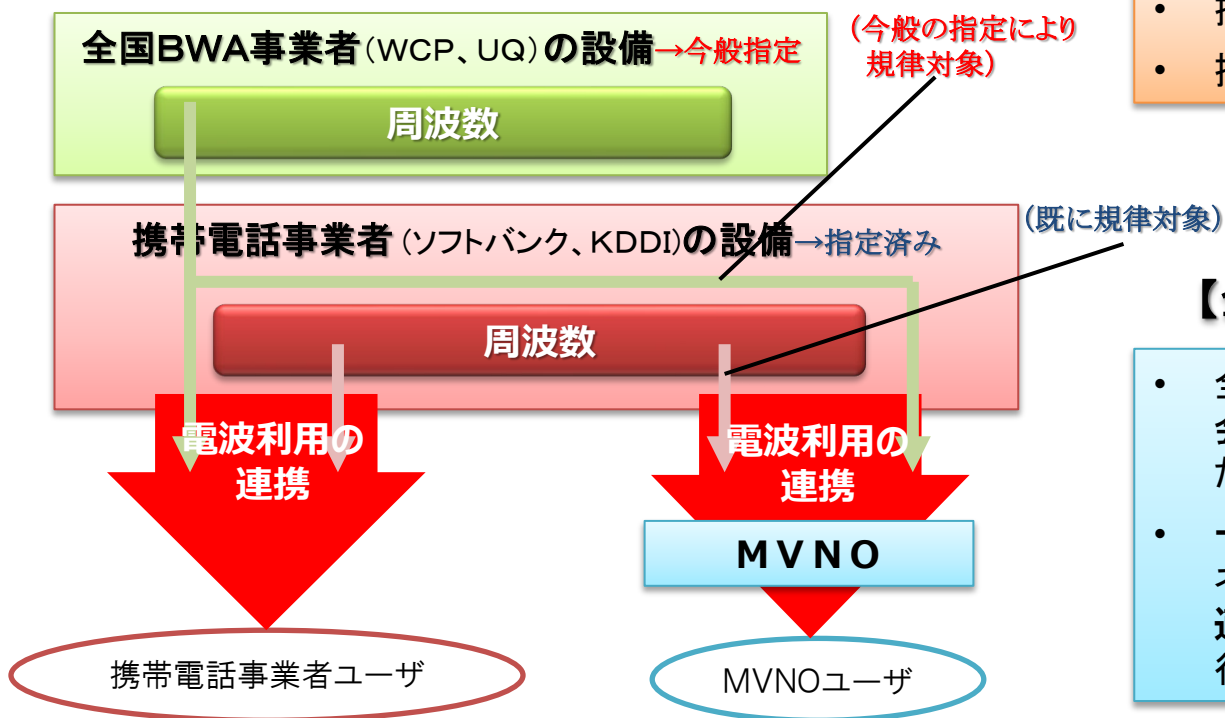 全国BWA事業者(WCP、UQ)の設備→今般指定
周波数
(今般の指定により
規律対象)
携帯電話事業者(ソフトバンク、KDDI)の設備→指定済み
(既に規律対象)
周波数
電波利用の
連携
電波利用の
連携
MVNO
携帯電話事業者ユーザ
MVNOユーザ
•
•
【
•
•